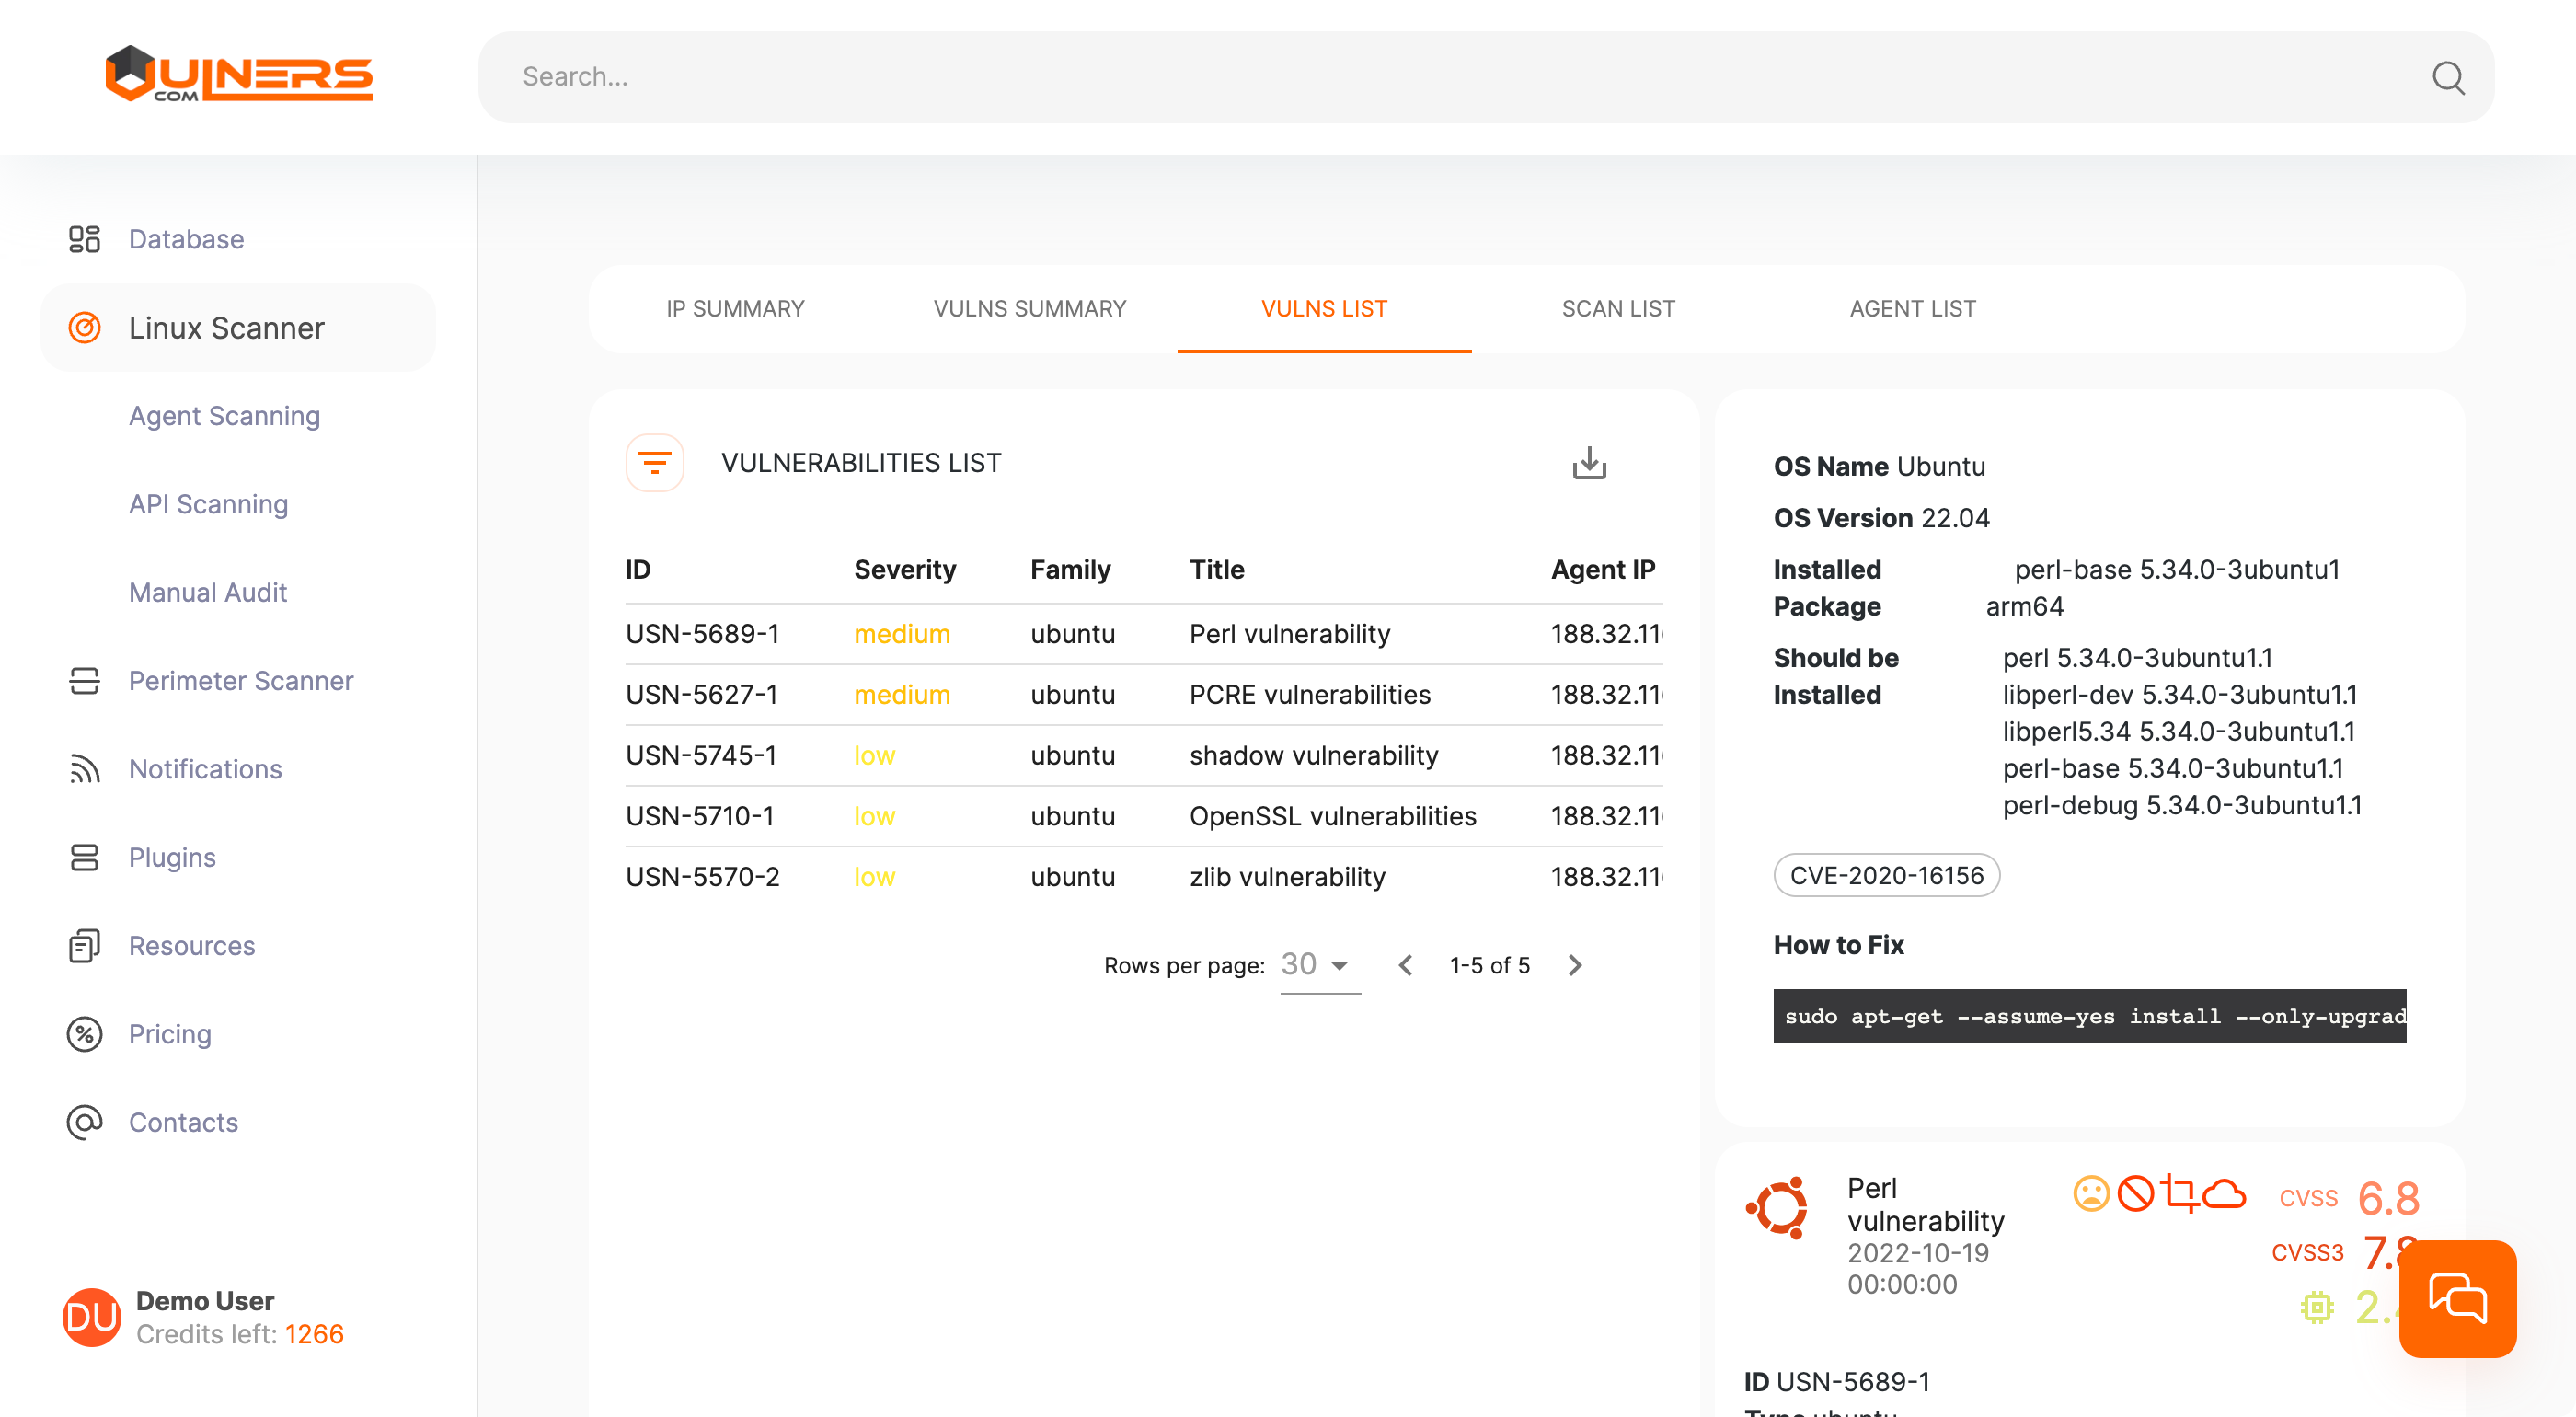 VULNERS
COM
Search...
Database
Linux Scanner
Agent Scanning
API Scanning
Manual Audit
Perimeter Scanner
Notifications
Plugins
Resources
Pricing
Contacts
DU
Demo User
Credits left: 1266
IP SUMMARY VULNS SUMMARY VULNS LIST SCAN LIST AGENT LIST
VULNERABILITIES LIST
ID Severity Family Title Agent IP
USN-5689-1 medium ubuntu Perl vulnerability 188.32.11
USN-5627-1 medium ubuntu PCRE vulnerabilities 188.32.11
USN-5745-1 low ubuntu shadow vulnerability 188.32.11
USN-5710-1 low ubuntu OpenSSL vulnerabilities 188.32.11
USN-5570-2 low ubuntu zlib vulnerability 188.32.11
Rows per page: 30 1-5 of 5
OS Name Ubuntu
OS Version 22.04
Installed perl-base 5.34.0-3ubuntu1
Package arm64
Should be perl 5.34.0-3ubuntu1.1
Installed libperl-dev 5.34.0-3ubuntu1.1
libperl5.34 5.34.0-3ubuntu1.1
perl-base 5.34.0-3ubuntu1.1
perl-debug 5.34.0-3ubuntu1.1
CVE-2020-16156
How to Fix
sudo apt-get --assume-yes install --only-upgrad
Perl
vulnerability
2022-10-19
00:00:00
CVSS 6.8
CVSS3 7.8
2.
ID USN-5689-1
Type ubuntu